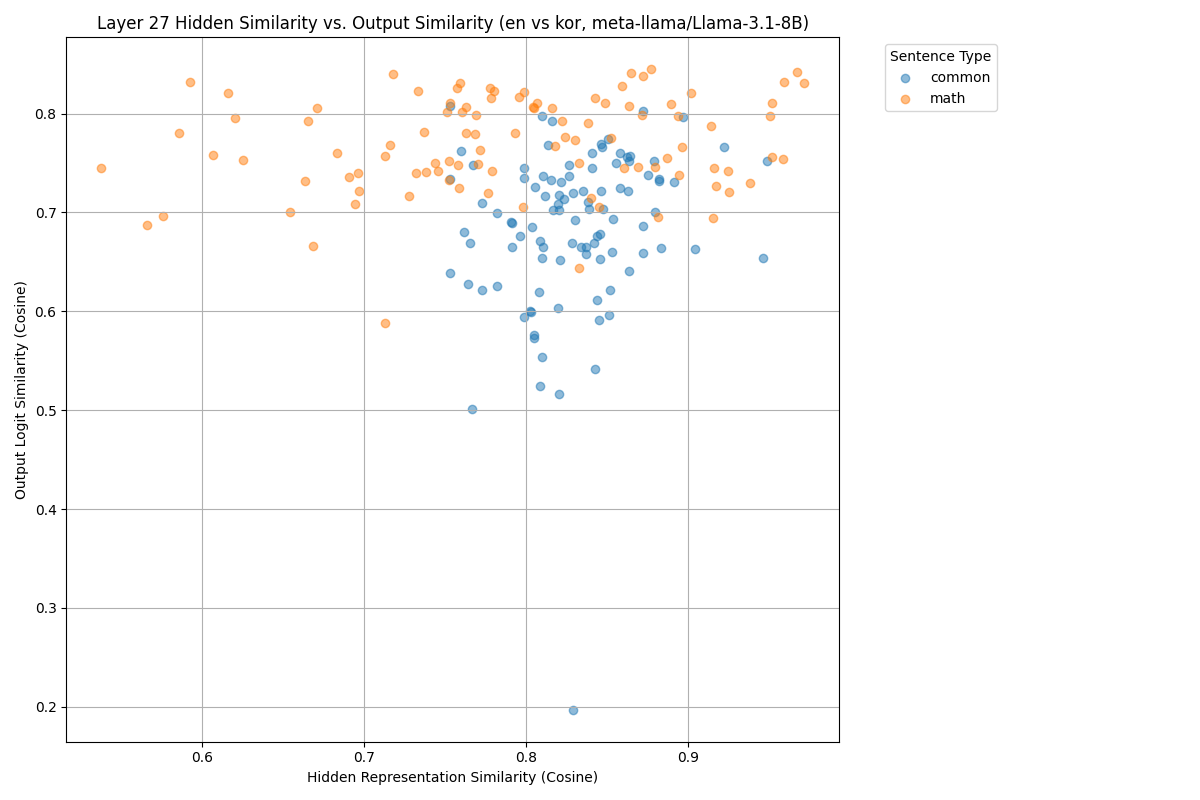 Layer 27 Hidden Similarity vs. Output Similarity (en vs kor, meta-llama/Llama-3.1-8B)
Sentence Type
common
math
Output Logit Similarity (Cosine)
0.8
0.7
0.6
0.5
0.4
0.3
0.2
0.6 0.7 0.8 0.9
Hidden Representation Similarity (Cosine)